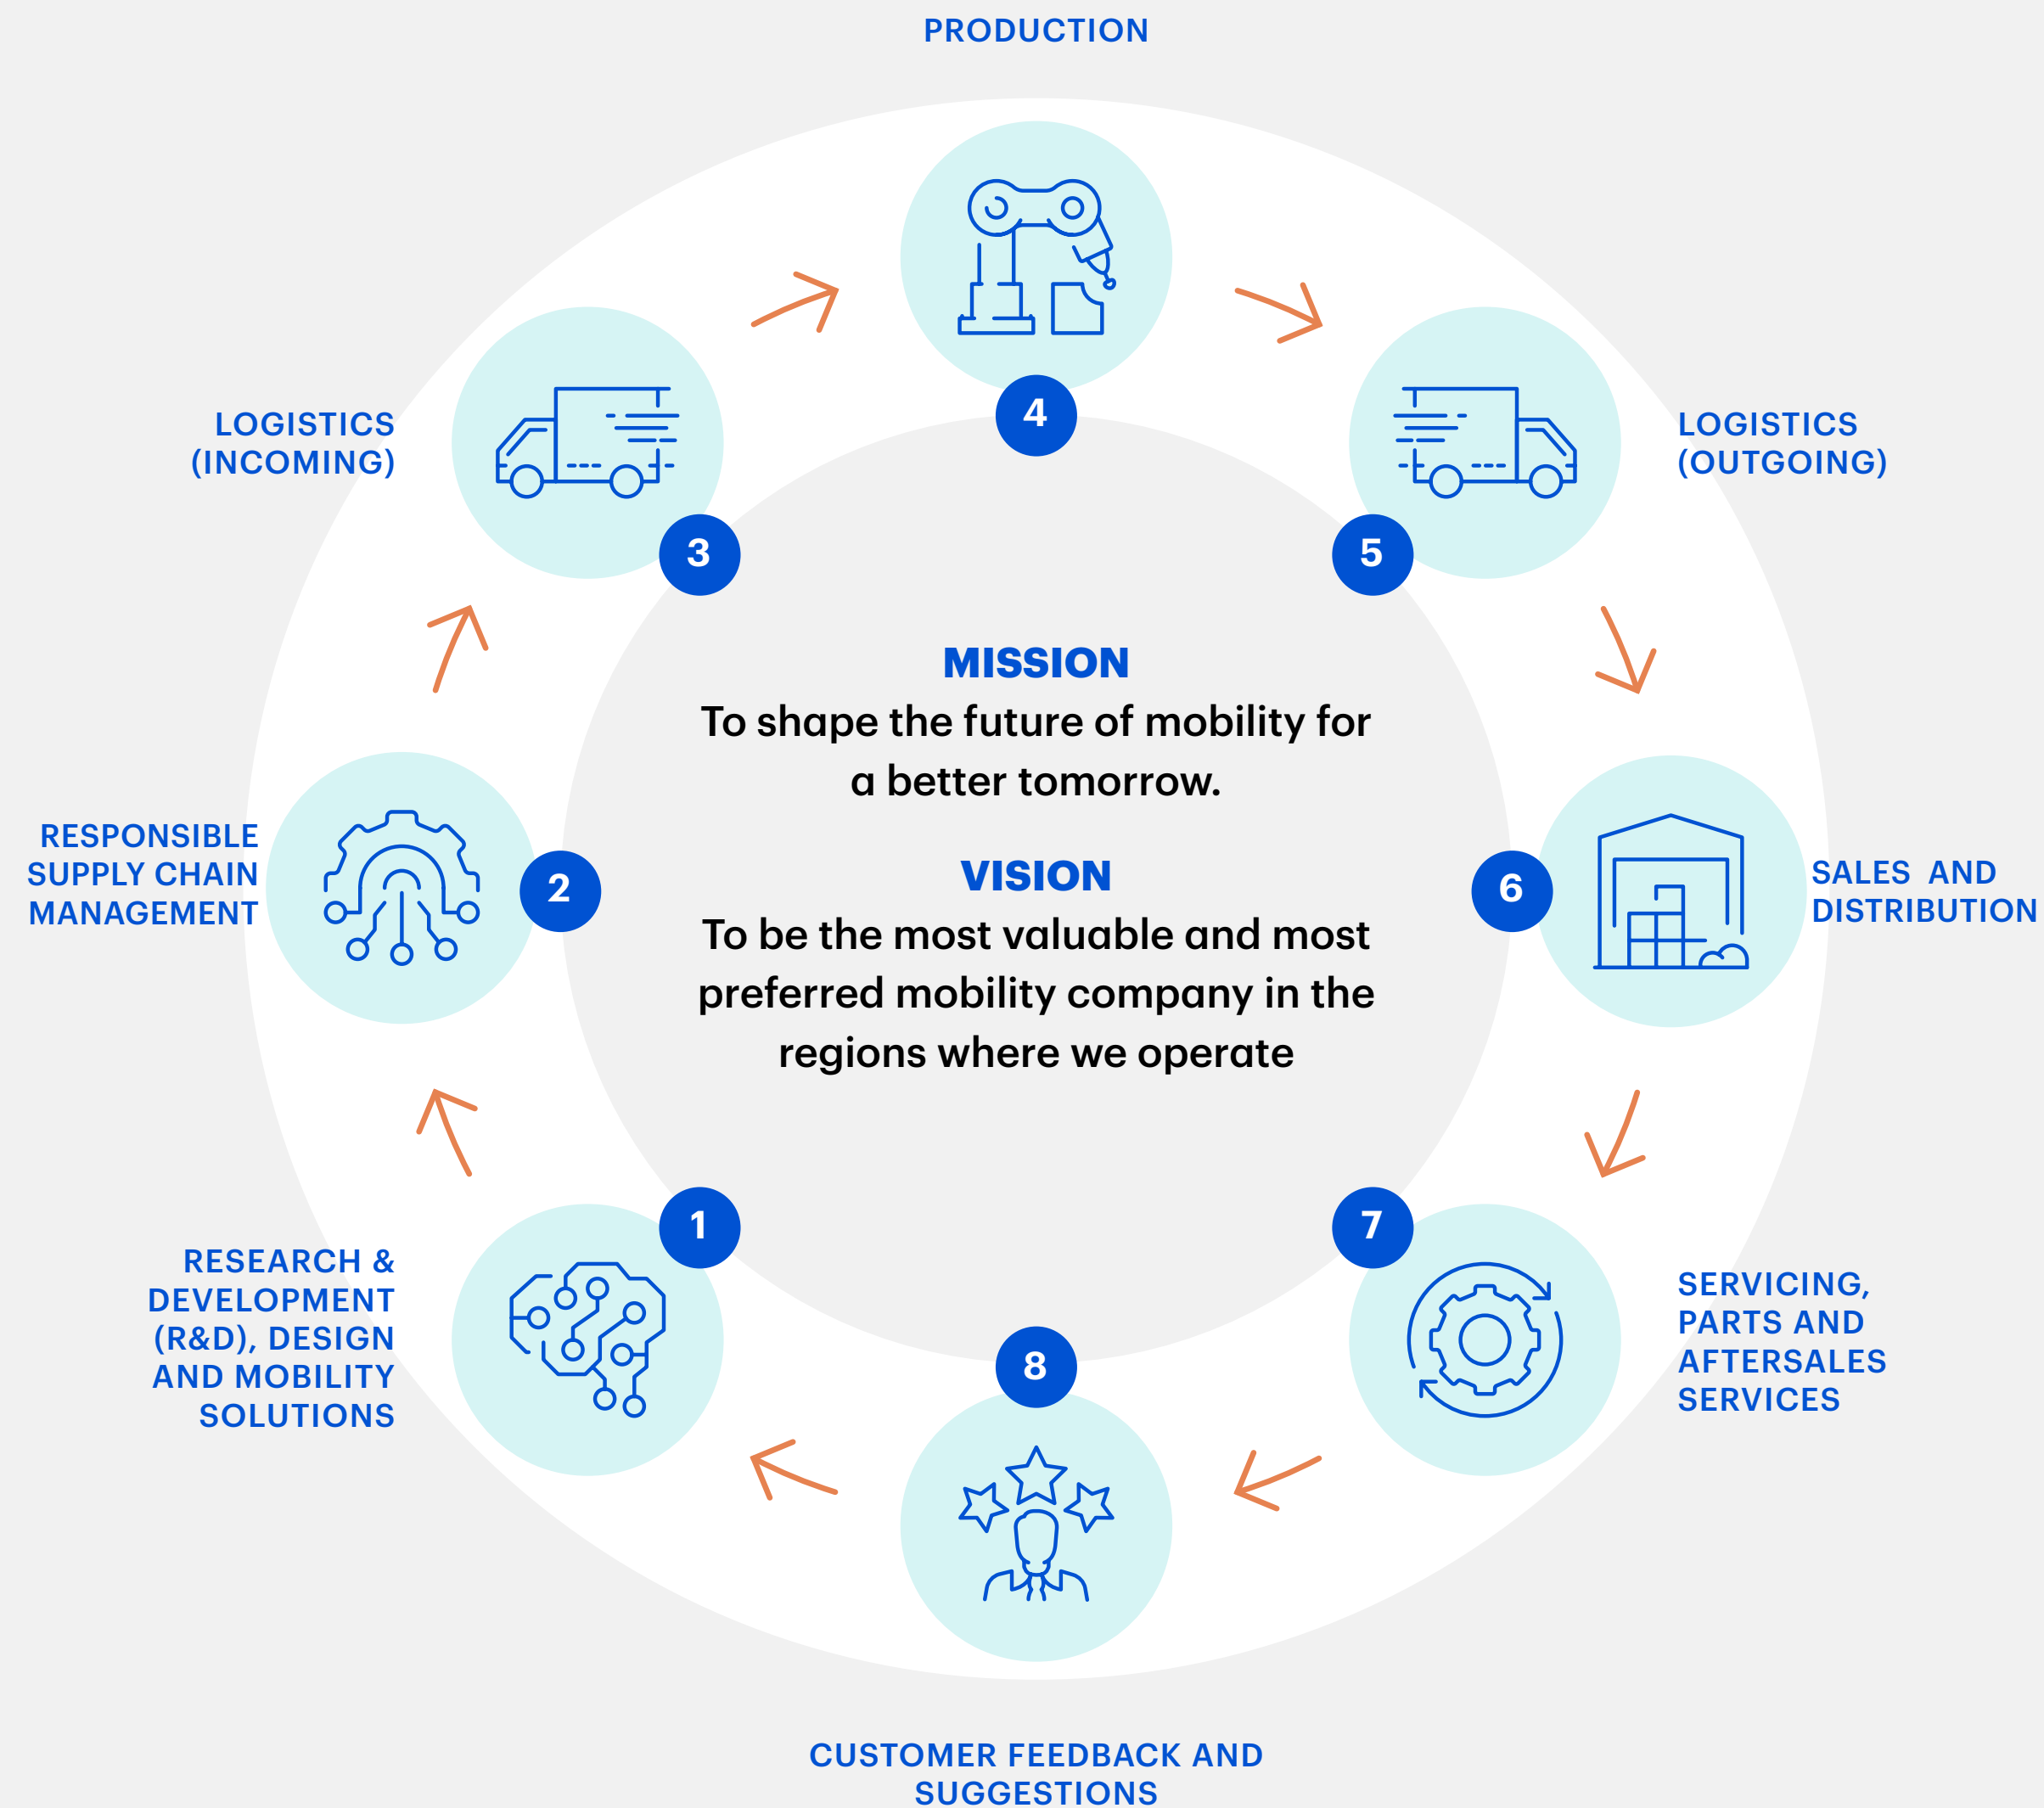 PRODUCTION
4
LOGISTICS
(INCOMING)
3
LOGISTICS
(OUTGOING)
5
MISSION
To shape the future of mobility for
a better tomorrow.
VISION
To be the most valuable and most
preferred mobility company in the
regions where we operate
RESPONSIBLE
SUPPLY CHAIN
MANAGEMENT
2
6
SALES AND
DISTRIBUTION
1
RESEARCH &
DEVELOPMENT
(R&D), DESIGN
AND MOBILITY
SOLUTIONS
7
SERVICING,
PARTS AND
AFTERSALES
SERVICES
8
CUSTOMER FEEDBACK AND
SUGGESTIONS